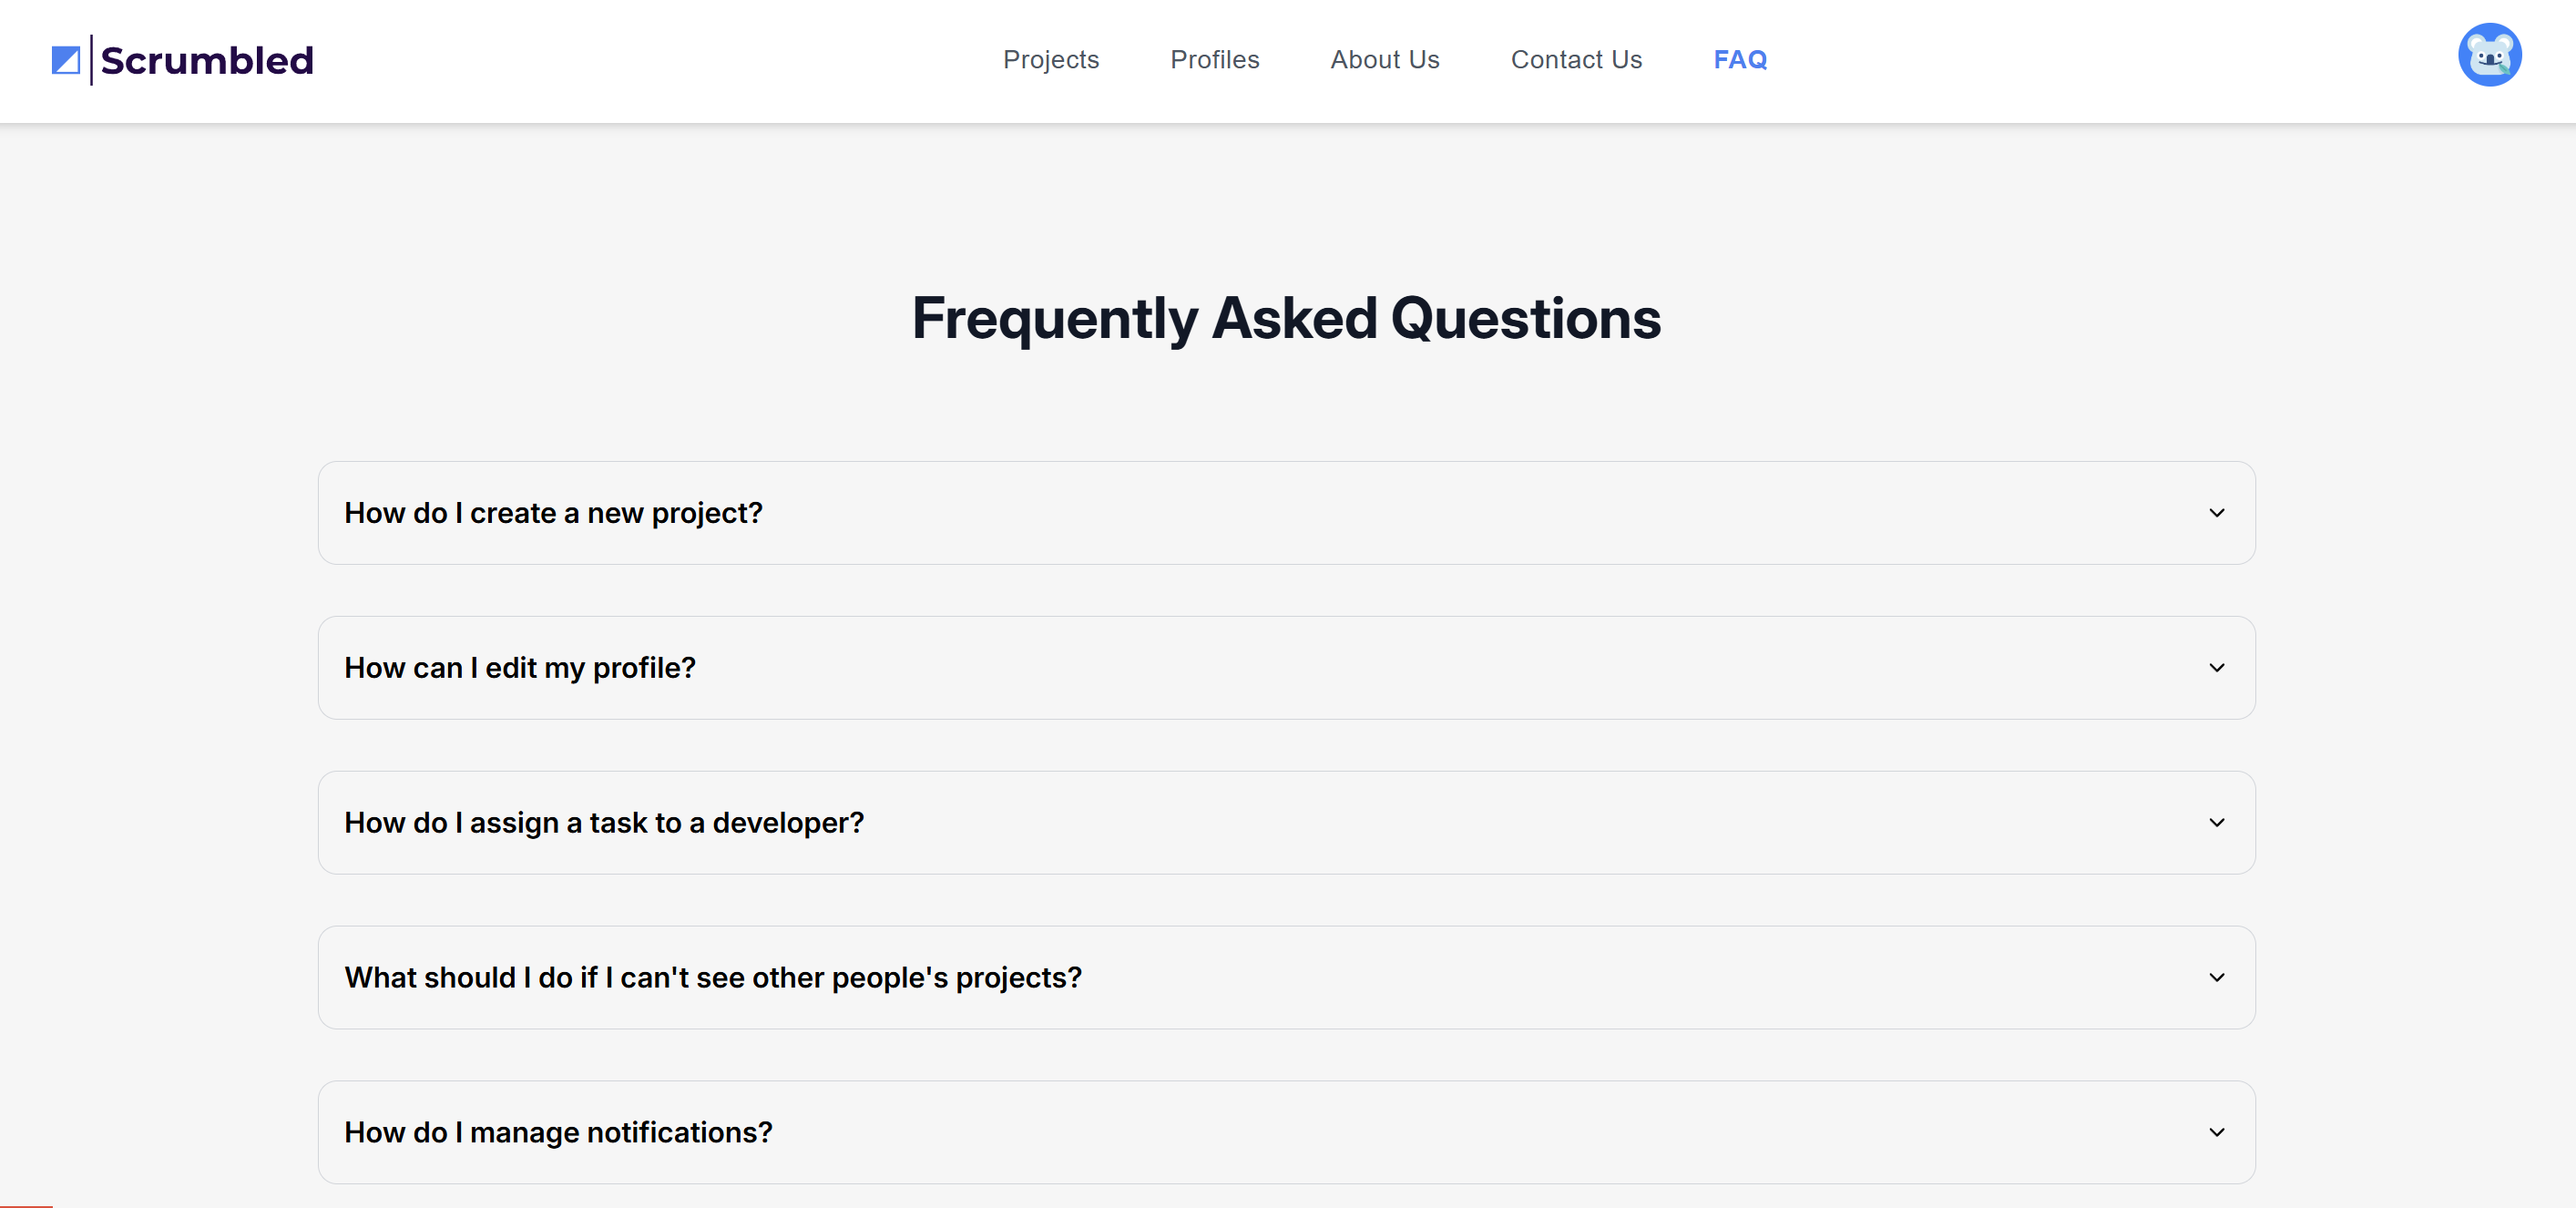 Scrumbled
Projects Profiles About Us Contact Us FAQ
Frequently Asked Questions
How do I create a new project?
How can I edit my profile?
How do I assign a task to a developer?
What should I do if I can't see other people's projects?
How do I manage notifications?